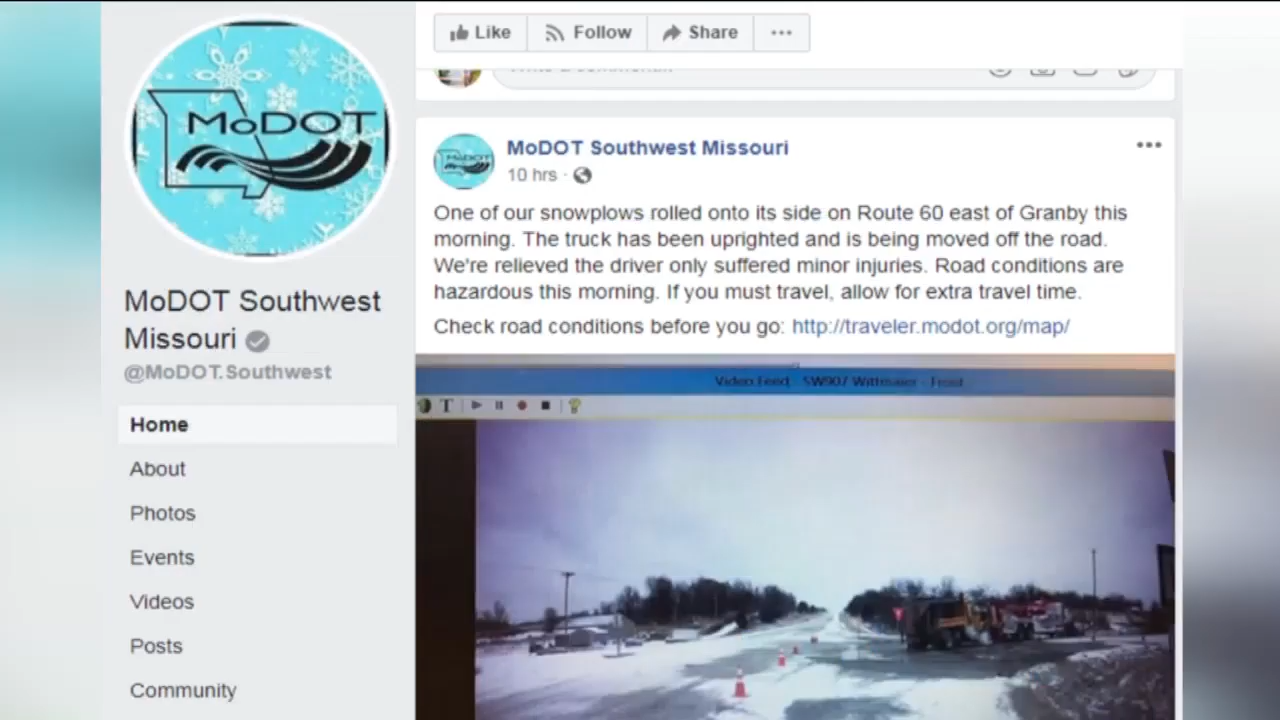 MoDOT
Like
Follow
Share
MoDOT Southwest Missouri
10 hrs ·
One of our snowplows rolled onto its side on Route 60 east of Granby this
morning. The truck has been uprighted and is being moved off the road.
We're relieved the driver only suffered minor injuries. Road conditions are
hazardous this morning. If you must travel, allow for extra travel time.
Check road conditions before you go: http://traveler.modot.org/map/
MoDOT Southwest
Missouri
@MoDOT.Southwest
Home
About
Photos
Events
Videos
Posts
Community
MoDOT
Video Feed: SW907 Wittmaier - Feed
T